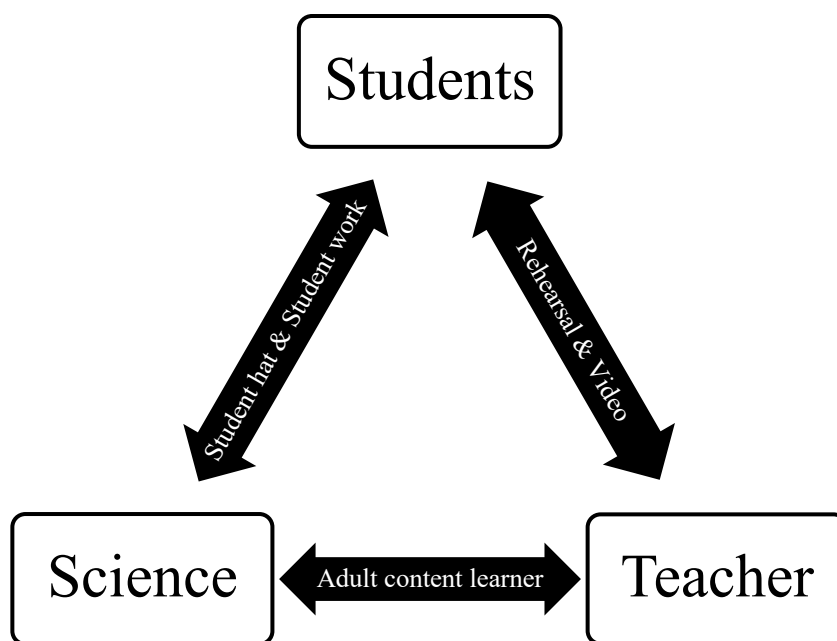 Students
Student hat & Student work
Rehearsal & Video
Science
Adult content learner
Teacher